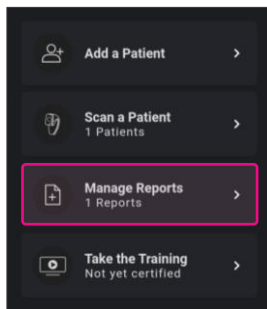 Add a Patient
Scan a Patient
1 Patients
Manage Reports
1 Reports
Take the Training
Not yet certified